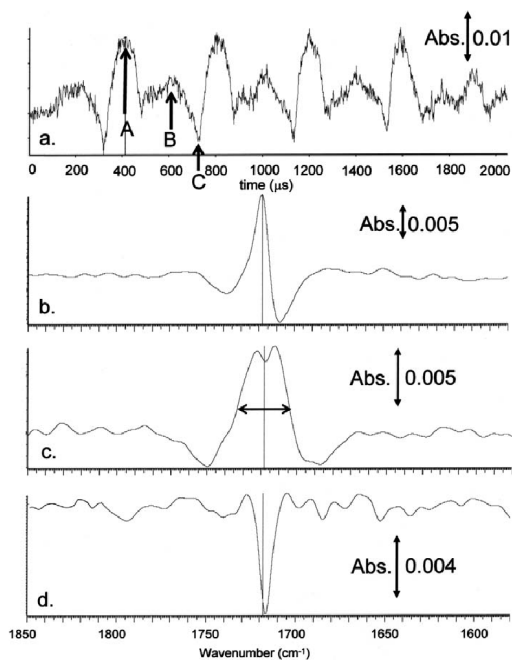 Abs. 0.01
A
B
a.
C
0 200 400 600 800 1000 1200 1400 1600 1800 2000
time (µs)
Abs. 0.005
b.
Abs. 0.005
c.
Abs. 0.004
d.
1850 1800 1750 1700 1650 1600
Wavenumber (cm⁻¹)